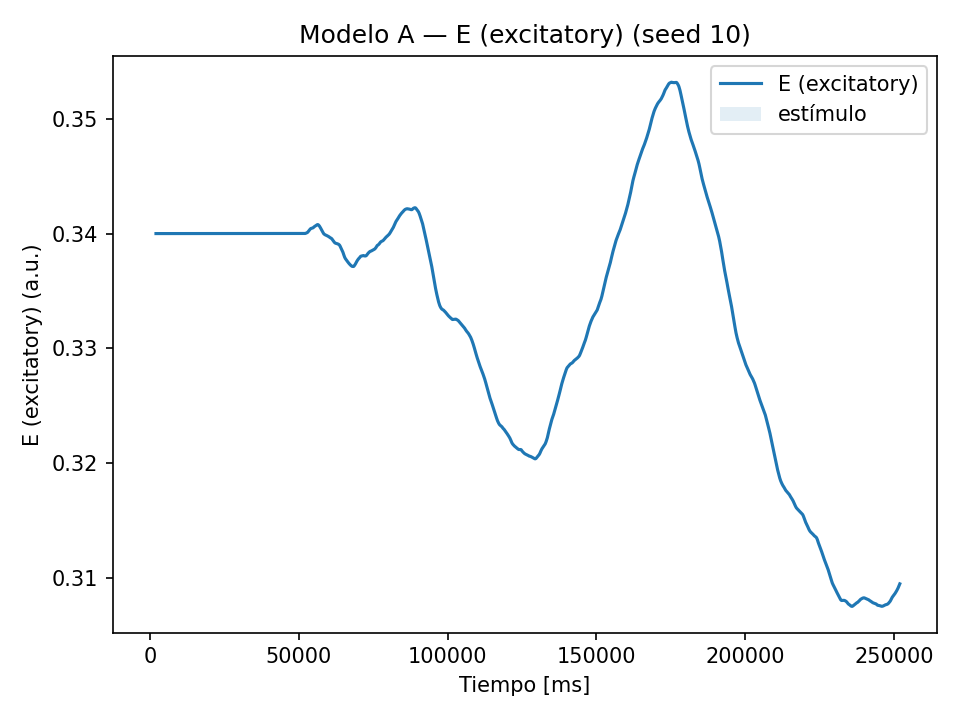 Modelo A — E (excitatory) (seed 10)
E (excitatory)
estímulo
E (excitatory) (a.u.)
0.35
0.34
0.33
0.32
0.31
0
50000
100000
150000
200000
250000
Tiempo [ms]